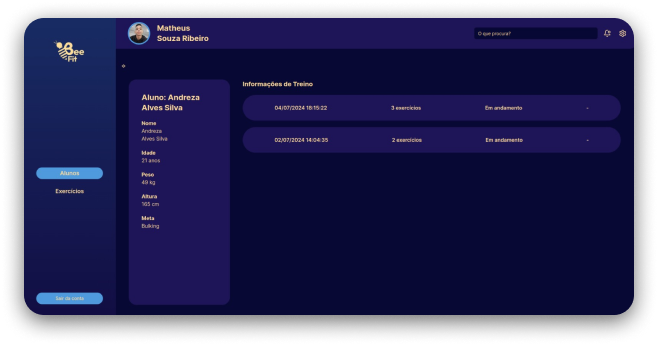 Bee
Fit
Matheus
Souza Ribeiro
O que procura?
Alunos
Exercícios
Sair da conta
Aluno: Andreza
Alves Silva
Nome
Andreza
Alves Silva
Idade
21 anos
Peso
49 kg
Altura
165 cm
Meta
Bulking
Informações de Treino
04/07/2024 18:15:22 3 exercícios Em andamento -
02/07/2024 14:04:35 2 exercícios Em andamento -